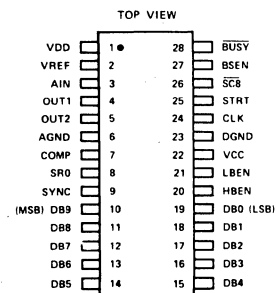 TOP VIEW
VDD 1 28 BUSY
VREF 2 27 BSEN
AIN 3 26 SC8
OUT1 4 25 STRT
OUT2 5 24 CLK
AGND 6 23 DGND
COMP 7 22 VCC
SR0 8 21 LBEN
SYNC 9 20 HBEN
(MSB) DB9 10 19 DB0 (LSB)
DB8 11 18 DB1
DB7 12 17 DB2
DB6 13 16 DB3
DB5 14 15 DB4